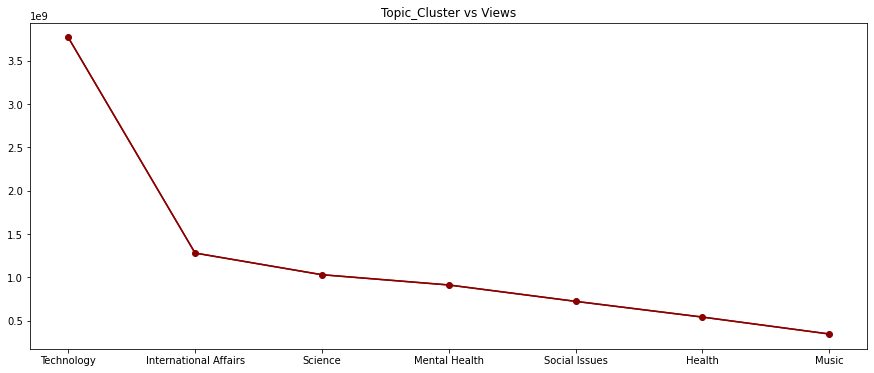 Topic_Cluster vs Views
1e9
3.5
3.0
2.5
2.0
1.5
1.0
0.5
Technology International Affairs Science Mental Health Social Issues Health Music